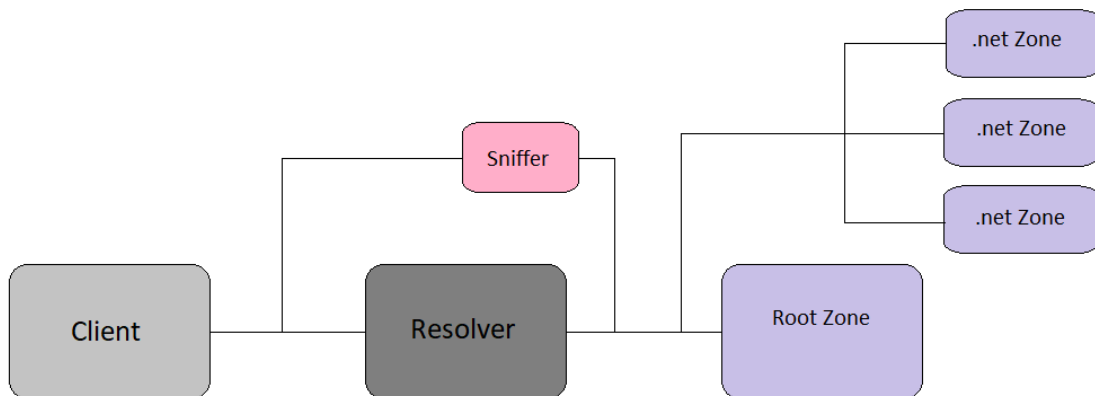 .net Zone
.net Zone
Sniffer
.net Zone
Client
Resolver
Root Zone